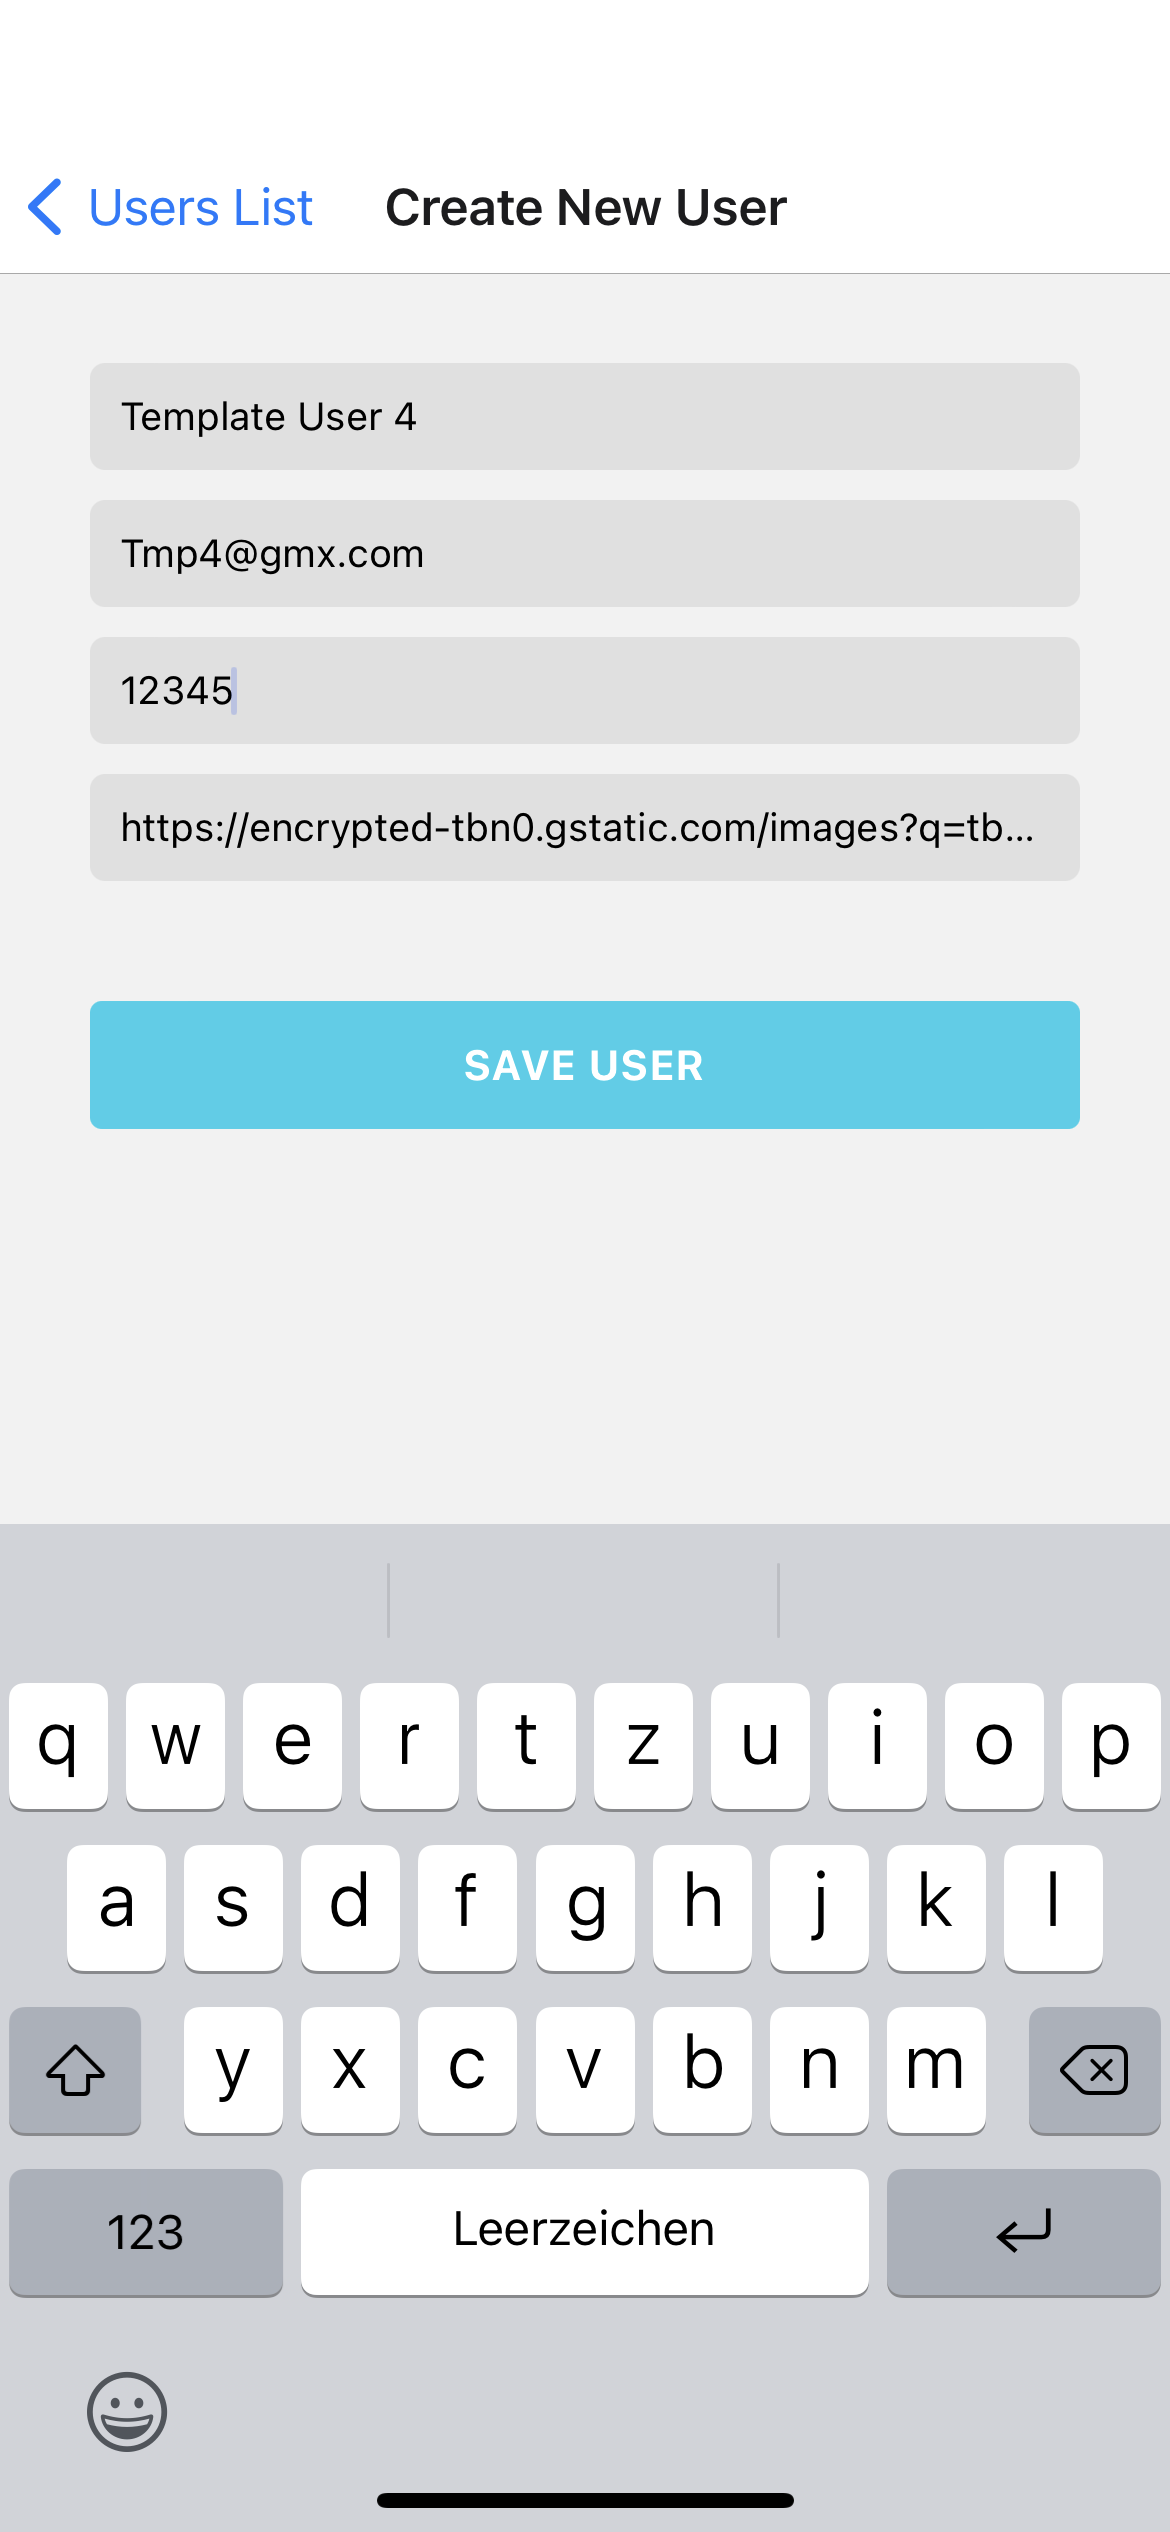 Users List Create New User
Template User 4
Tmp4@gmx.com
12345
https://encrypted-tbn0.gstatic.com/images?q=tb...
SAVE USER
q w e r t z u i o p
a s d f g h j k l
y x c v b n m
123 Leerzeichen